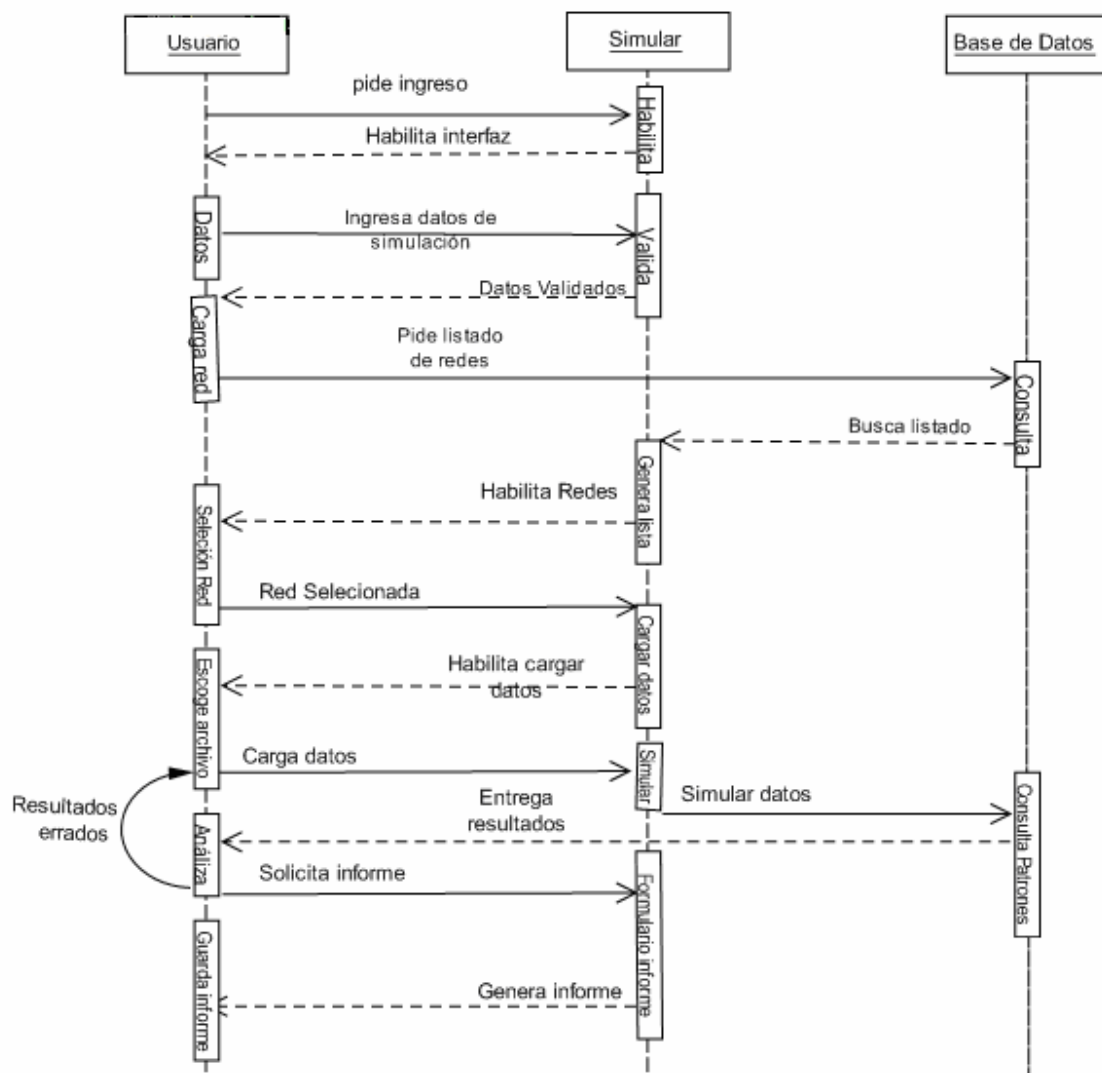 Usuario
Simular
Base de Datos
pide ingreso
Habilita
Habilita interfaz
Datos
Ingresa datos de
simulación
Valida
Datos Validados
Carga red
Pide listado
de redes
Consulta
Busca listado
Genera lista
Habilita Redes
Seleción Red
Red Selecionada
Cargar datos
Habilita cargar
datos
Escoge archivo
Carga datos
Simular
Simular datos
Consulta Patrones
Entrega
resultados
Resultados
errados
Análiza
Solicita informe
Formulario informe
Genera informe
Guarda informe